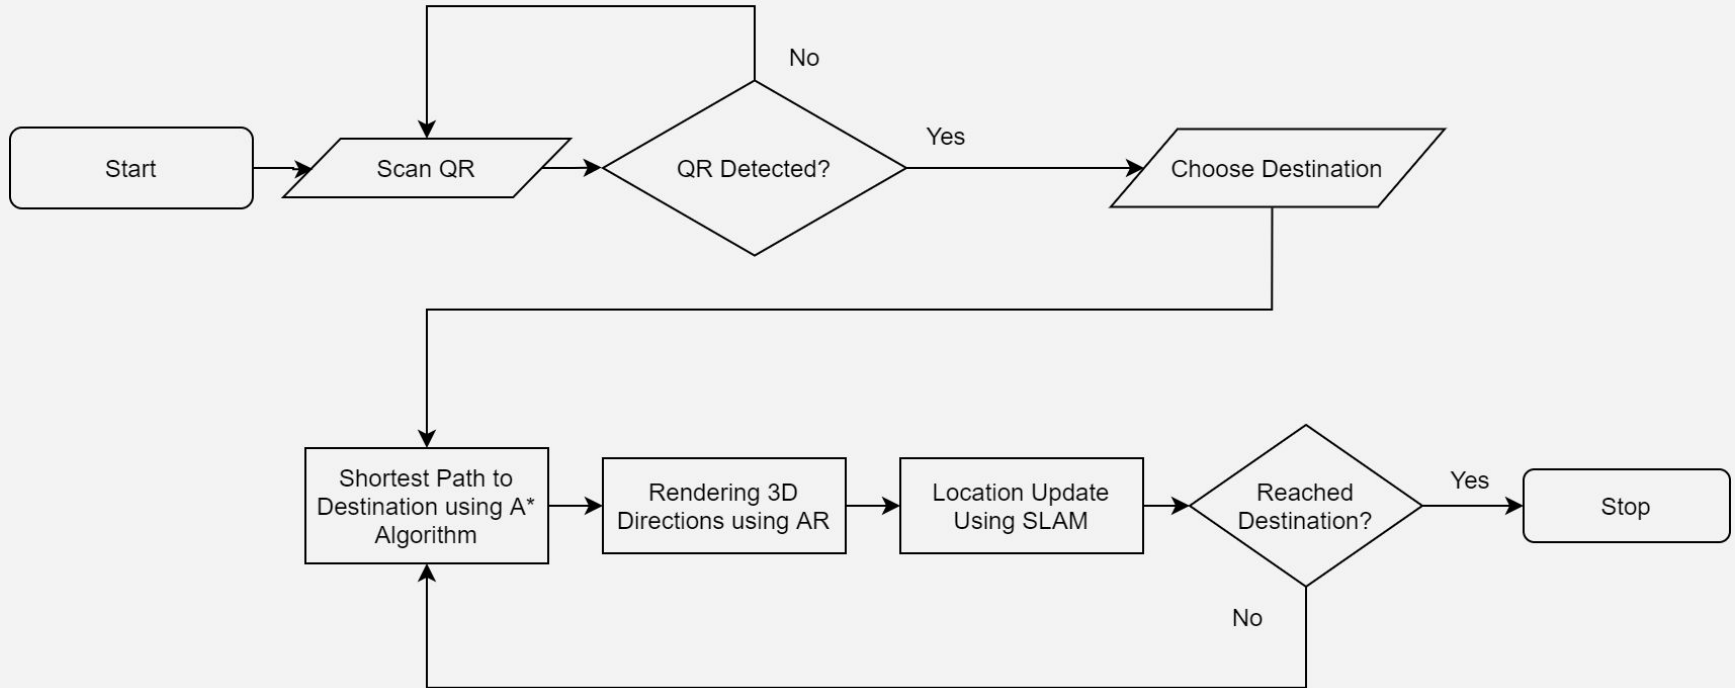 No
Start
Scan QR
QR Detected?
Yes
Choose Destination
Shortest Path to
Destination using A*
Algorithm
Rendering 3D
Directions using AR
Location Update
Using SLAM
Reached
Destination?
Yes
Stop
No